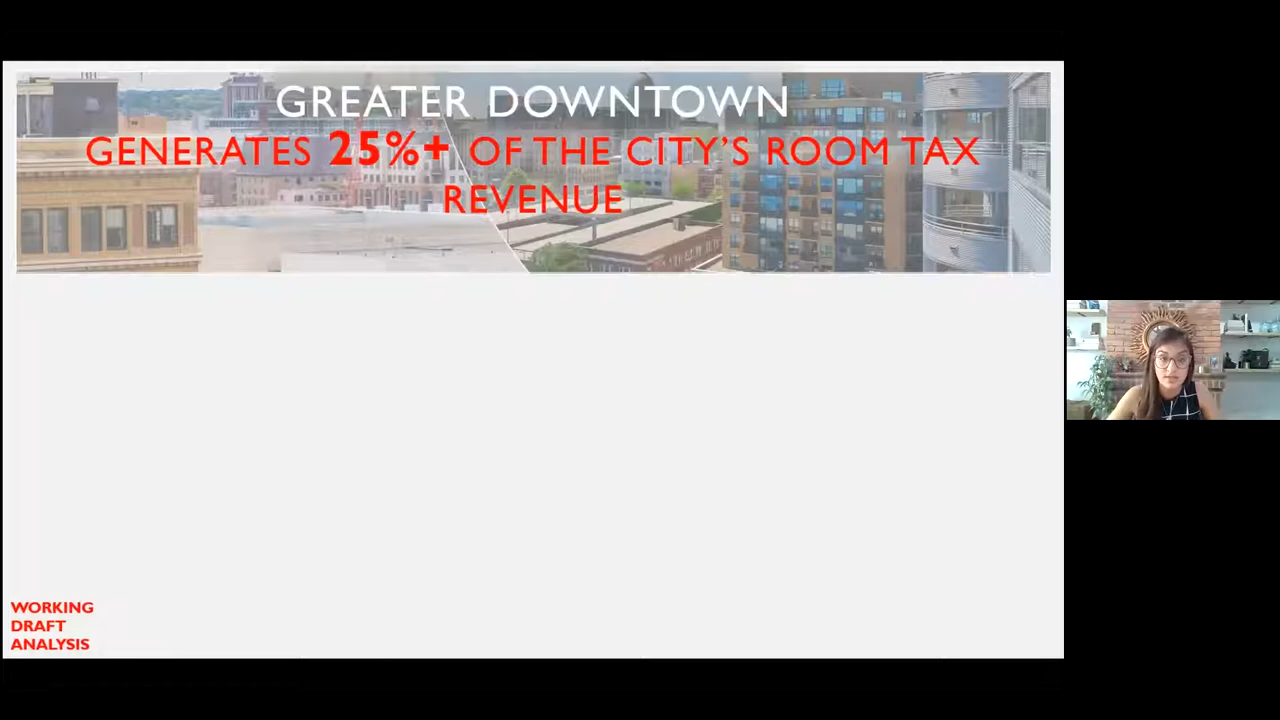 GREATER DOWNTOWN
GENERATES 25%+ OF THE CITY'S ROOM TAX
REVENUE
WORKING
DRAFT
ANALYSIS